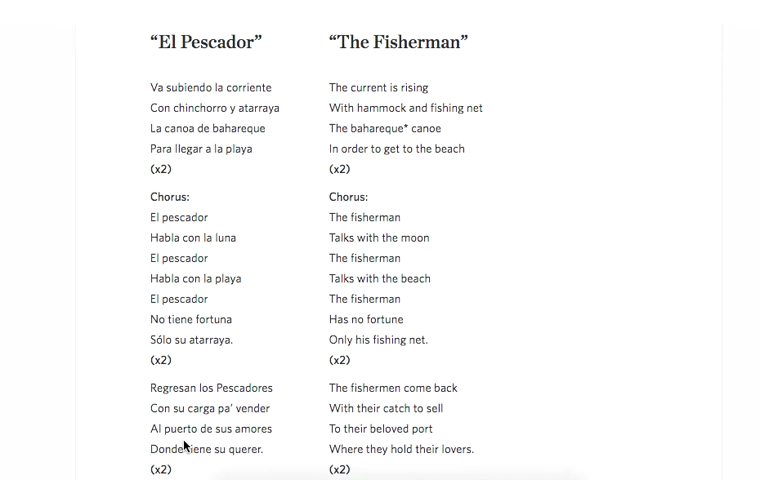 “El Pescador”
Va subiendo la corriente
Con chinchorro y atarraya
La canoa de bahareque
Para llegar a la playa
(x2)
Chorus:
El pescador
Habla con la luna
El pescador
Habla con la playa
El pescador
No tiene fortuna
Sólo su atarraya.
(x2)
Regresan los Pescadores
Con su carga pa’ vender
Al puerto de sus amores
Donde tiene su querer.
(x2)
“The Fisherman”
The current is rising
With hammock and fishing net
The bahareque* canoe
In order to get to the beach
(x2)
Chorus:
The fisherman
Talks with the moon
The fisherman
Talks with the beach
The fisherman
Has no fortune
Only his fishing net.
(x2)
The fishermen come back
With their catch to sell
To their beloved port
Where they hold their lovers.
(x2)